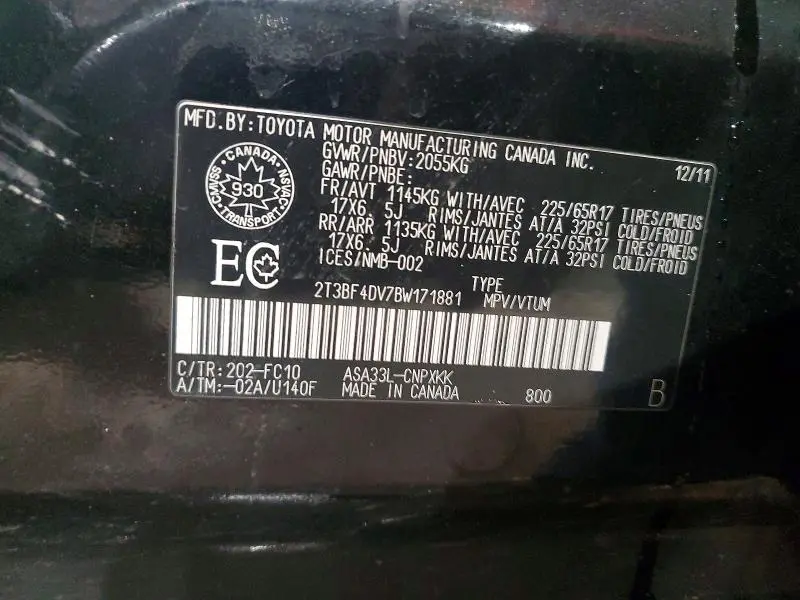 MFD.BY:TOYOTA MOTOR MANUFACTURING CANADA INC. 12/11
GVWR/PNBV:2055KG
GAWR/PNBE:
FR/AVT 1145KG WITH/AVEC 225/65R17 TIRES/PNEUS
17X6.5J RIMS/JANTES AT/A 32PSI COLD/FROID
RR/ARR 1135KG WITH/AVEC 225/65R17 TIRES/PNEUS
17X6.5J RIMS/JANTES AT/A 32PSI COLD/FROID
ICES/NMB-002
CANADA
CMVSS 930 NSVAC
TRANSPORT
EC
2T3BF4DV7BW171881 TYPE MPV/VTUM
C/TR:202-FC10 ASA33L-CNPXKK
A/TM:-02A/U140F MADE IN CANADA 800 B